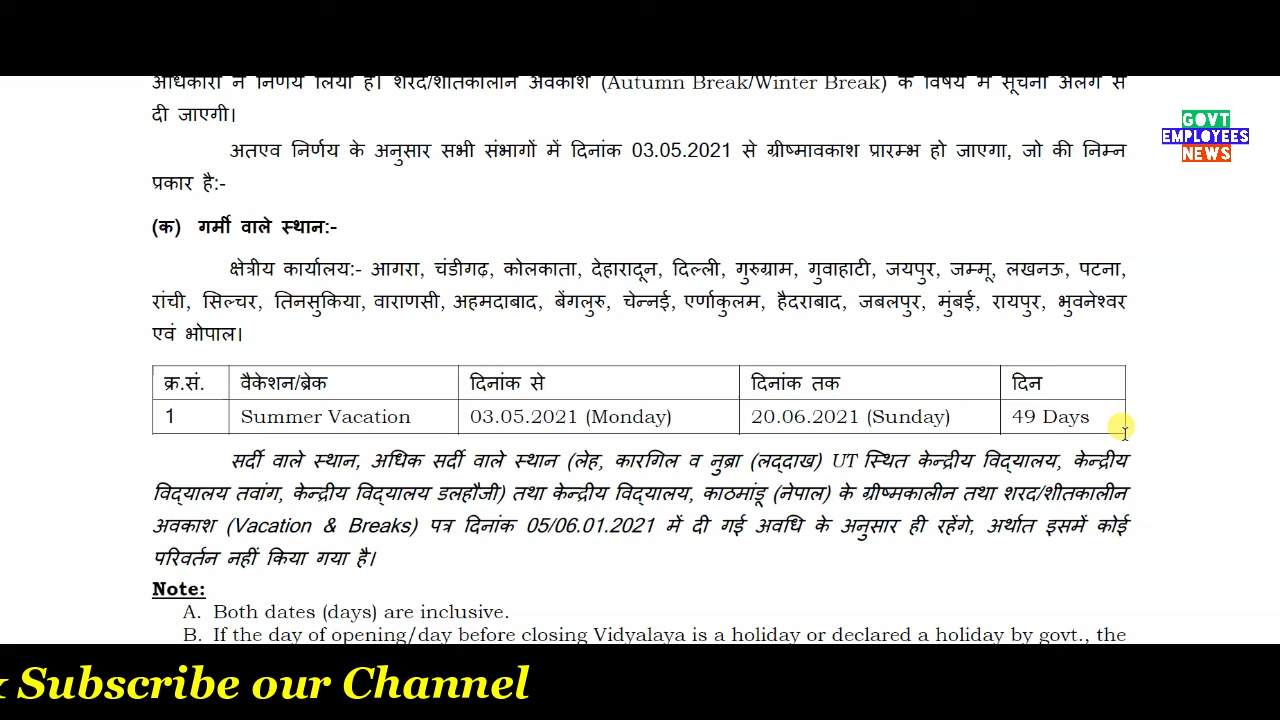 अधिकारी ने निर्णय लिया है। शरद/शीतकालीन अवकाश (Autumn Break/Winter Break) के विषय में सूचना अलग से
दी जाएगी।
अतएव निर्णय के अनुसार सभी संभागों में दिनांक 03.05.2021 से ग्रीष्मावकाश प्रारम्भ हो जाएगा, जो की निम्न
प्रकार है:-
GOVT
EMPLOYEES
NEWS
(क) गर्मी वाले स्थान:-
क्षेत्रीय कार्यालय:- आगरा, चंडीगढ़, कोलकाता, देहारादून, दिल्ली, गुरुग्राम, गुवाहाटी, जयपुर, जम्मू, लखनऊ, पटना,
रांची, सिल्चर, तिनसुकिया, वाराणसी, अहमदाबाद, बेंगलुरु, चेन्नई, एर्णाकुलम, हैदराबाद, जबलपुर, मुंबई, रायपुर, भुवनेश्वर
एवं भोपाल।
क्र.सं. वैकेशन/ब्रेक दिनांक से दिनांक तक दिन
1 Summer Vacation 03.05.2021 (Monday) 20.06.2021 (Sunday) 49 Days
सर्दी वाले स्थान, अधिक सर्दी वाले स्थान (लेह, कारगिल व नुब्रा (लद्दाख) UT स्थित केन्द्रीय विद्यालय, केन्द्रीय
विद्यालय तवांग, केन्द्रीय विद्यालय डलहौजी) तथा केन्द्रीय विद्यालय, काठमांडू (नेपाल) के ग्रीष्मकालीन तथा शरद/शीतकालीन
अवकाश (Vacation & Breaks) पत्र दिनांक 05/06.01.2021 में दी गई अवधि के अनुसार ही रहेंगे, अर्थात इसमें कोई
परिवर्तन नहीं किया गया है।
Note:
A. Both dates (days) are inclusive.
B. If the day of opening/day before closing Vidyalaya is a holiday or declared a holiday by govt., the
Subscribe our Channel